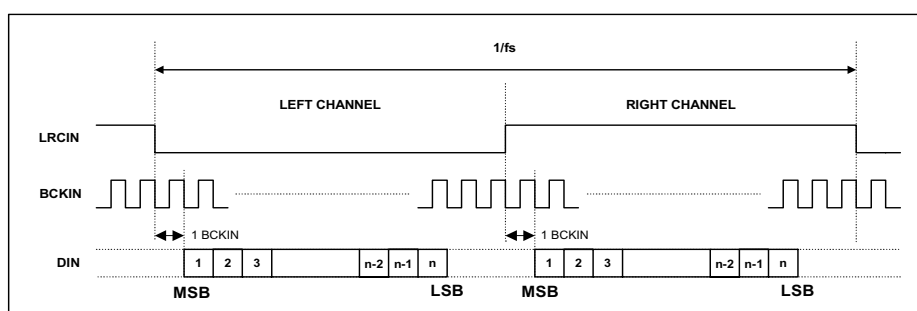 1/fs
LEFT CHANNEL RIGHT CHANNEL
LRCIN
BCKIN
1 BCKIN 1 BCKIN
DIN 1 2 3 n-2 n-1 n 1 2 3 n-2 n-1 n
MSB LSB MSB LSB